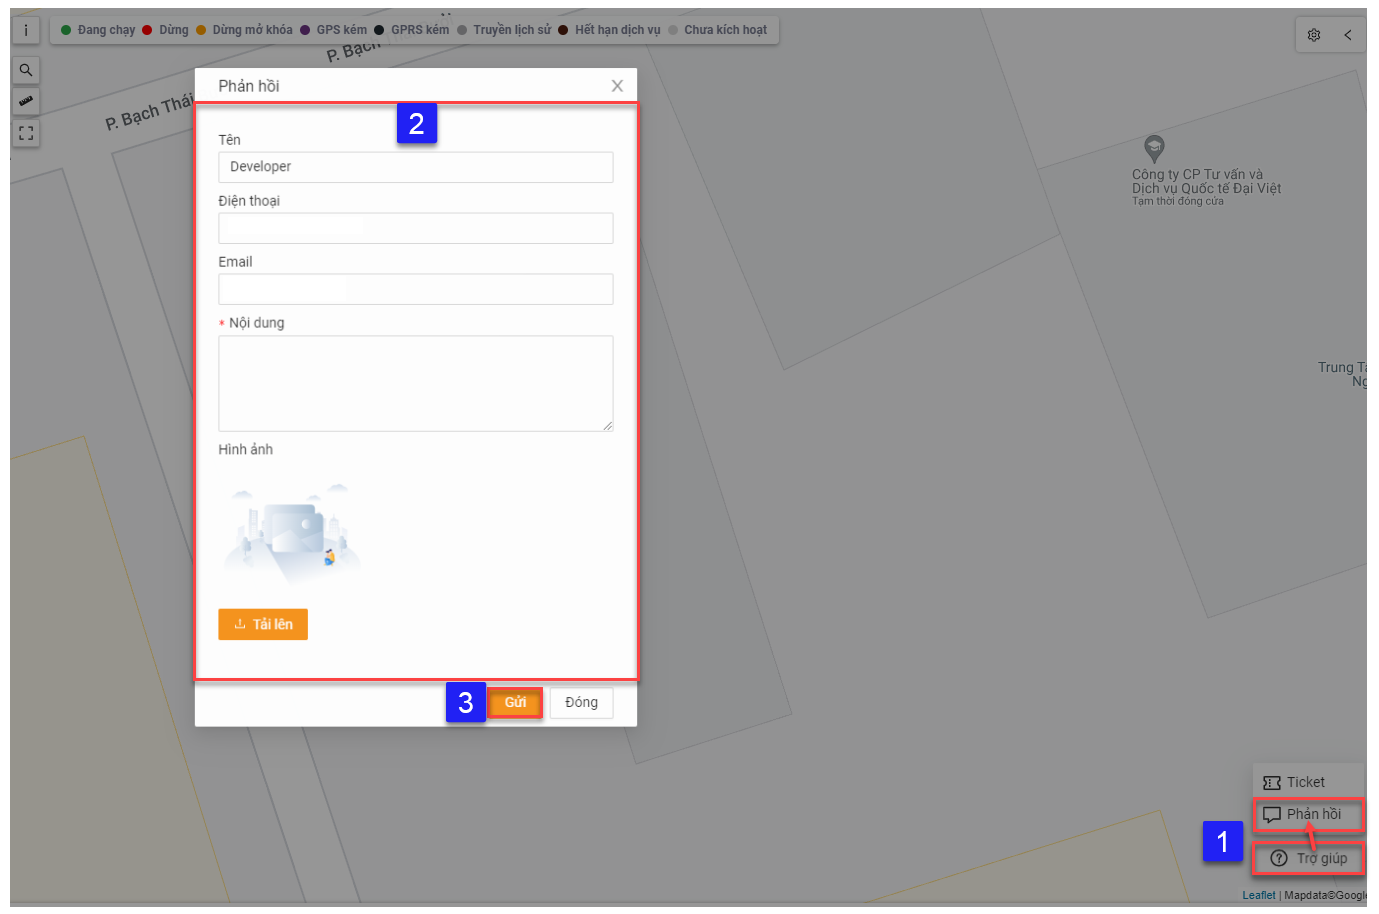 i
Đang chạy Dừng Dừng mở khóa GPS kém GPRS kém Truyền lịch sử Hết hạn dịch vụ Chưa kích hoạt
P. Bạch
P. Bạch Thái
Phản hồi
X
2
Tên
Developer
Điện thoại
Email
* Nội dung
Hình ảnh
Tải lên
3
Gửi
Đóng
Công ty CP Tư vấn và
Dịch vụ Quốc tế Đại Việt
Tạm thời đóng cửa
Trung
Ticket
Phản hồi
1
? Trợ giúp
Leaflet | Mapdata©Google